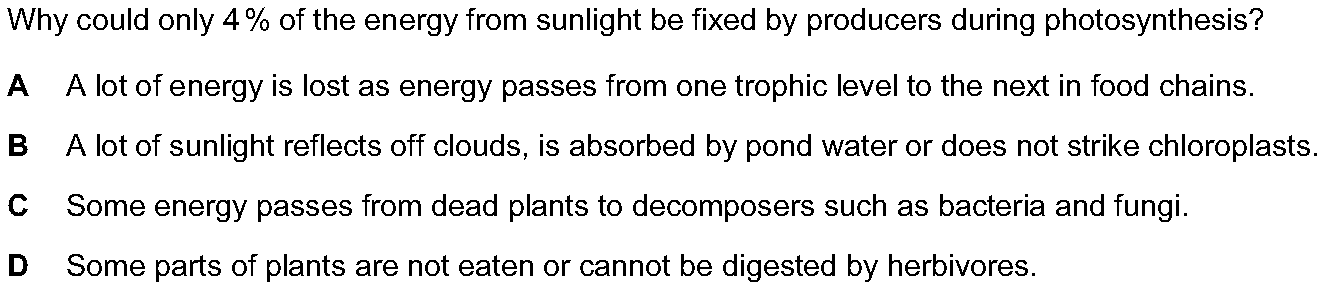 Why could only 4% of the energy from sunlight be fixed by producers during photosynthesis?
A A lot of energy is lost as energy passes from one trophic level to the next in food chains.
B A lot of sunlight reflects off clouds, is absorbed by pond water or does not strike chloroplasts.
C Some energy passes from dead plants to decomposers such as bacteria and fungi.
D Some parts of plants are not eaten or cannot be digested by herbivores.